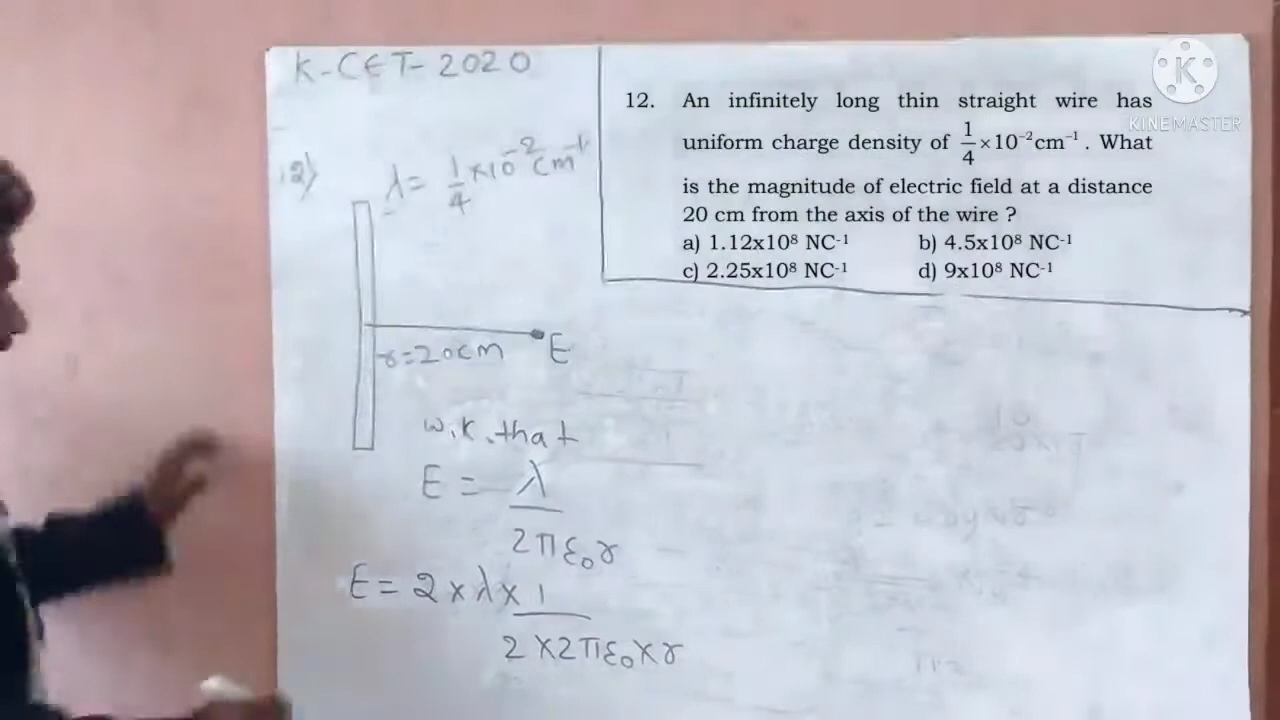 K-CET-2020
12. An infinitely long thin straight wire has
uniform charge density of 1/4 ×10⁻²cm⁻¹. What
is the magnitude of electric field at a distance
20 cm from the axis of the wire ?
a) 1.12x10⁸ NC⁻¹ b) 4.5x10⁸ NC⁻¹
c) 2.25x10⁸ NC⁻¹ d) 9x10⁸ NC⁻¹
KINEMASTER
12) λ = 1/4 ×10⁻² cm⁻¹
r=20cm E
w.k.that
E = λ/2πε₀r
E = 2×λ×1/2×2πε₀×r